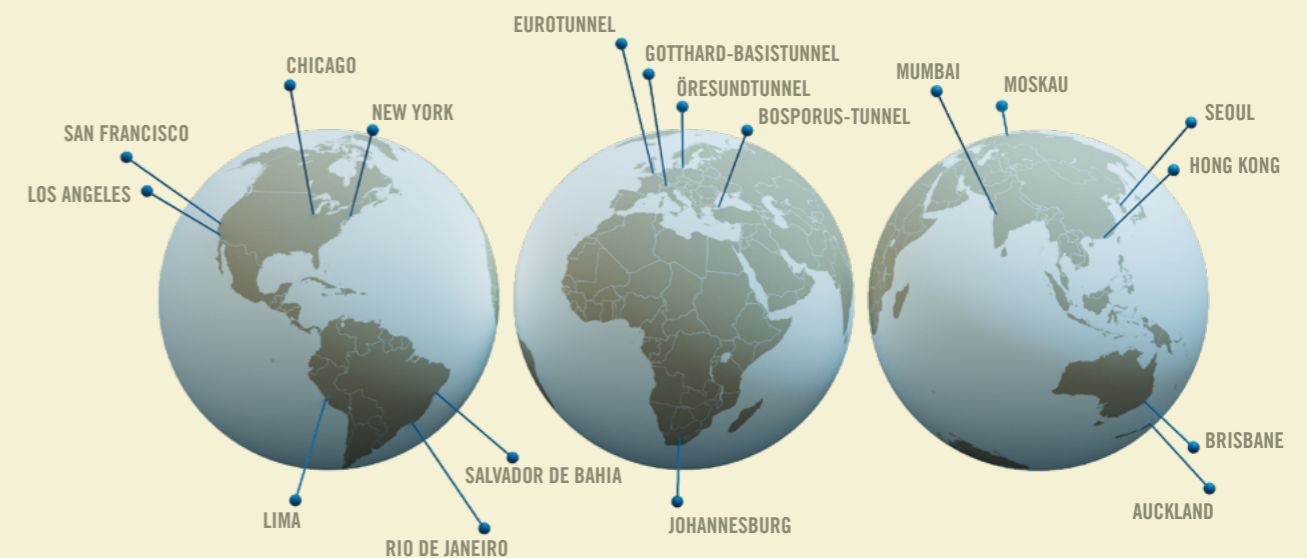 EUROTUNNEL
GOTTHARD-BASISTUNNEL
CHICAGO
MUMBAI
MOSKAU
ÖRESUNDTUNNEL
NEW YORK
BOSPORUS-TUNNEL
SEOUL
SAN FRANCISCO
HONG KONG
LOS ANGELES
BRISBANE
SALVADOR DE BAHIA
AUCKLAND
LIMA
JOHANNESBURG
RIO DE JANEIRO